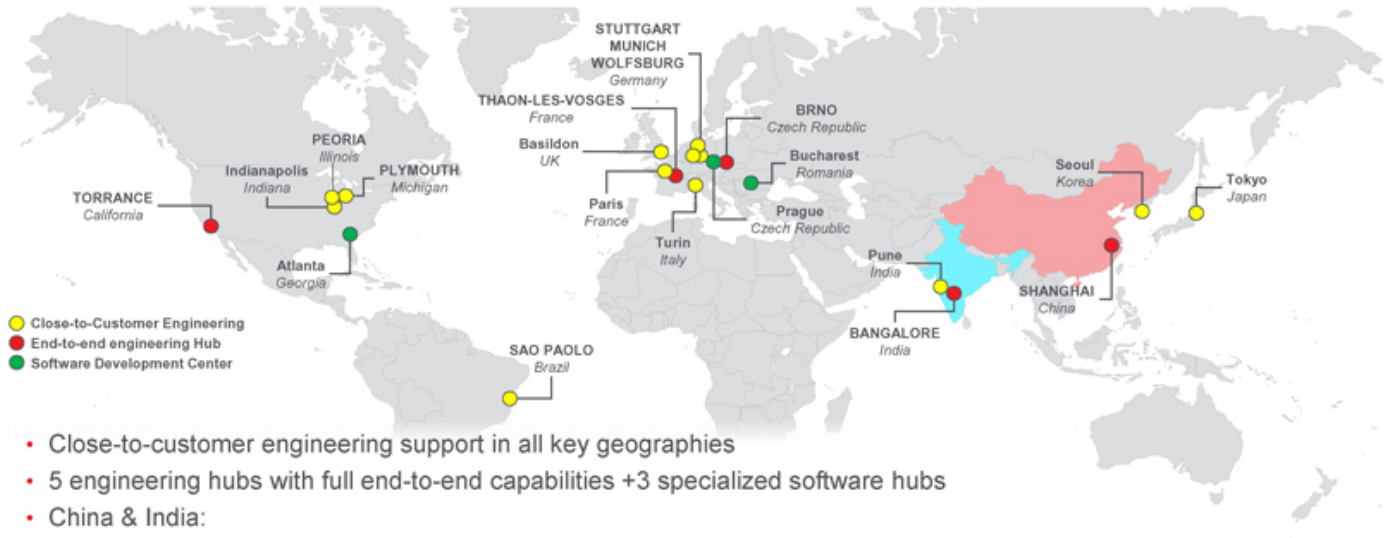 STUTTGART
MUNICH
WOLFSBURG
Germany
THAON-LES-VOSGES
France
BRNO
Czech Republic
Basildon
UK
Bucharest
Romania
PEORIA
Illinois
Indianapolis
Indiana
PLYMOUTH
Michigan
TORRANCE
California
Seoul
Korea
Tokyo
Japan
Paris
France
Prague
Czech Republic
Turin
Italy
Atlanta
Georgia
Pune
India
SHANGHAI
China
BANGALORE
India
Close-to-Customer Engineering
End-to-end engineering Hub
Software Development Center
SAO PAOLO
Brazil
• Close-to-customer engineering support in all key geographies
• 5 engineering hubs with full end-to-end capabilities +3 specialized software hubs
• China & India: